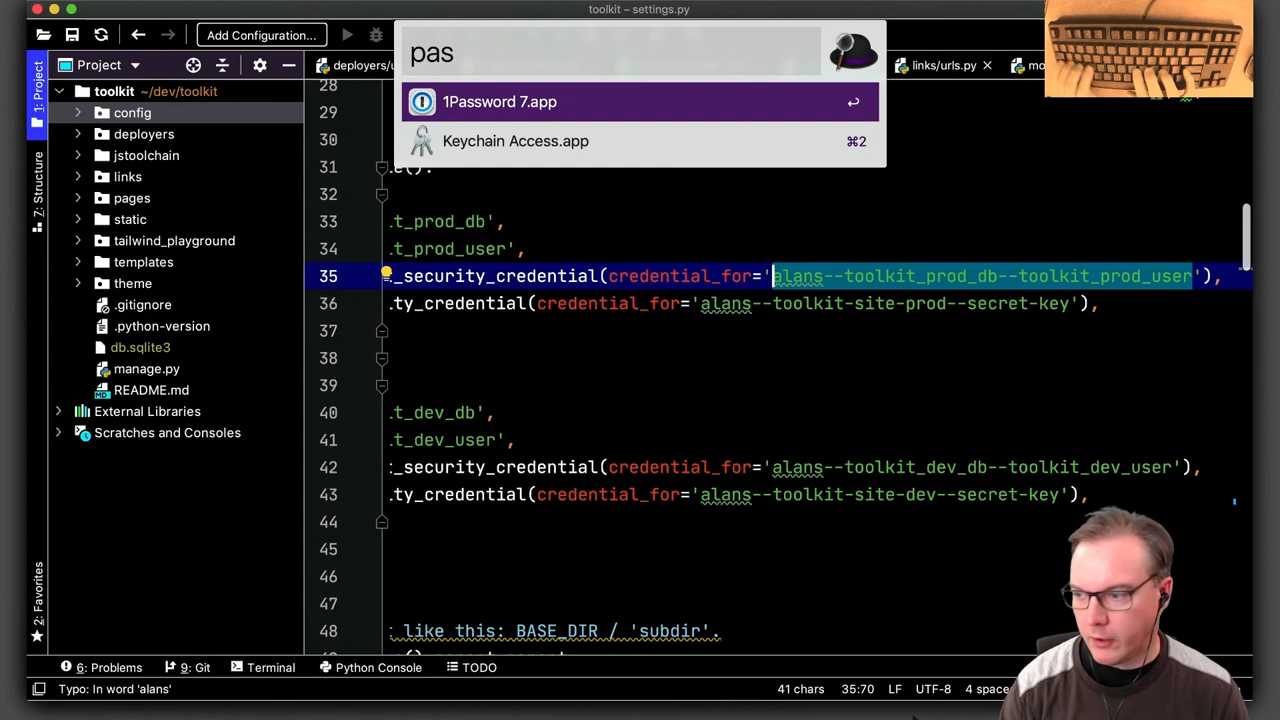 toolkit – settings.py
Add Configuration...
pas
1Password 7.app
Keychain Access.app ⌘2
1: Project
7: Structure
2: Favorites
Project
deployers/
links/urls.py
toolkit ~/dev/toolkit
config
deployers
jstoolchain
links
pages
static
tailwind_playground
templates
theme
.gitignore
.python-version
db.sqlite3
manage.py
README.md
External Libraries
Scratches and Consoles
28
29
30
31
32
33 t_prod_db',
34 t_prod_user',
35 _security_credential(credential_for='alans--toolkit_prod_db--toolkit_prod_user'),
36 ty_credential(credential_for='alans--toolkit-site-prod--secret-key'),
37
38
39
40 t_dev_db',
41 t_dev_user',
42 _security_credential(credential_for='alans--toolkit_dev_db--toolkit_dev_user'),
43 ty_credential(credential_for='alans--toolkit-site-dev--secret-key'),
44
45
46
47
48 like this: BASE_DIR / 'subdir'.
6: Problems 9: Git Terminal Python Console TODO
Typo: In word 'alans' 41 chars 35:70 LF UTF-8 4 space